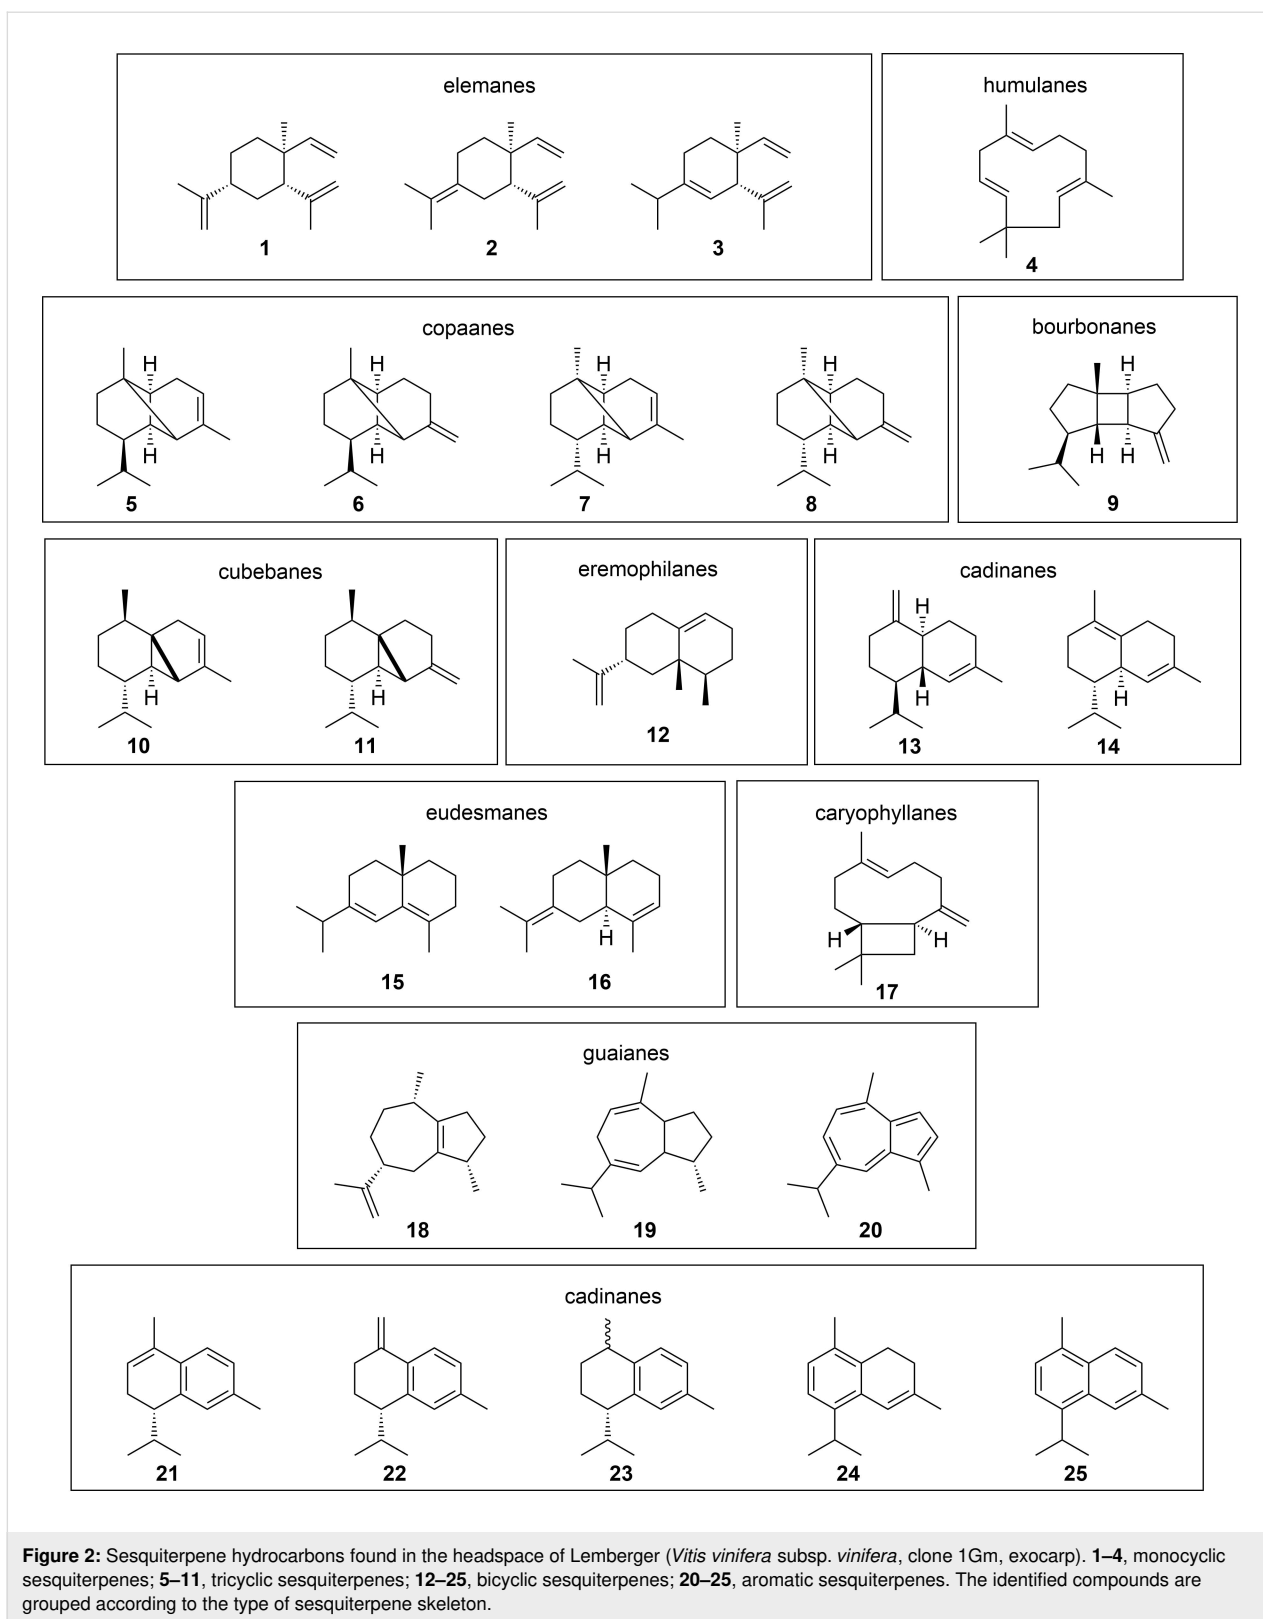 elemanes
humulanes
1
2
3
4
copaanes
bourbonanes
H
H
H
H
H
H
H
H
H
H
H
5
6
7
8
9
cubebanes
eremophilanes
cadinanes
H
H
H
H
H
10
11
12
13
14
eudesmanes
caryophyllanes
H
H
H
15
16
17
guaianes
18
19
20
cadinanes
21
22
23
24
25
Figure 2: Sesquiterpene hydrocarbons found in the headspace of Lemberger (Vitis vinifera subsp. vinifera, clone 1Gm, exocarp). 1–4, monocyclic
sesquiterpenes; 5–11, tricyclic sesquiterpenes; 12–25, bicyclic sesquiterpenes; 20–25, aromatic sesquiterpenes. The identified compounds are
grouped according to the type of sesquiterpene skeleton.